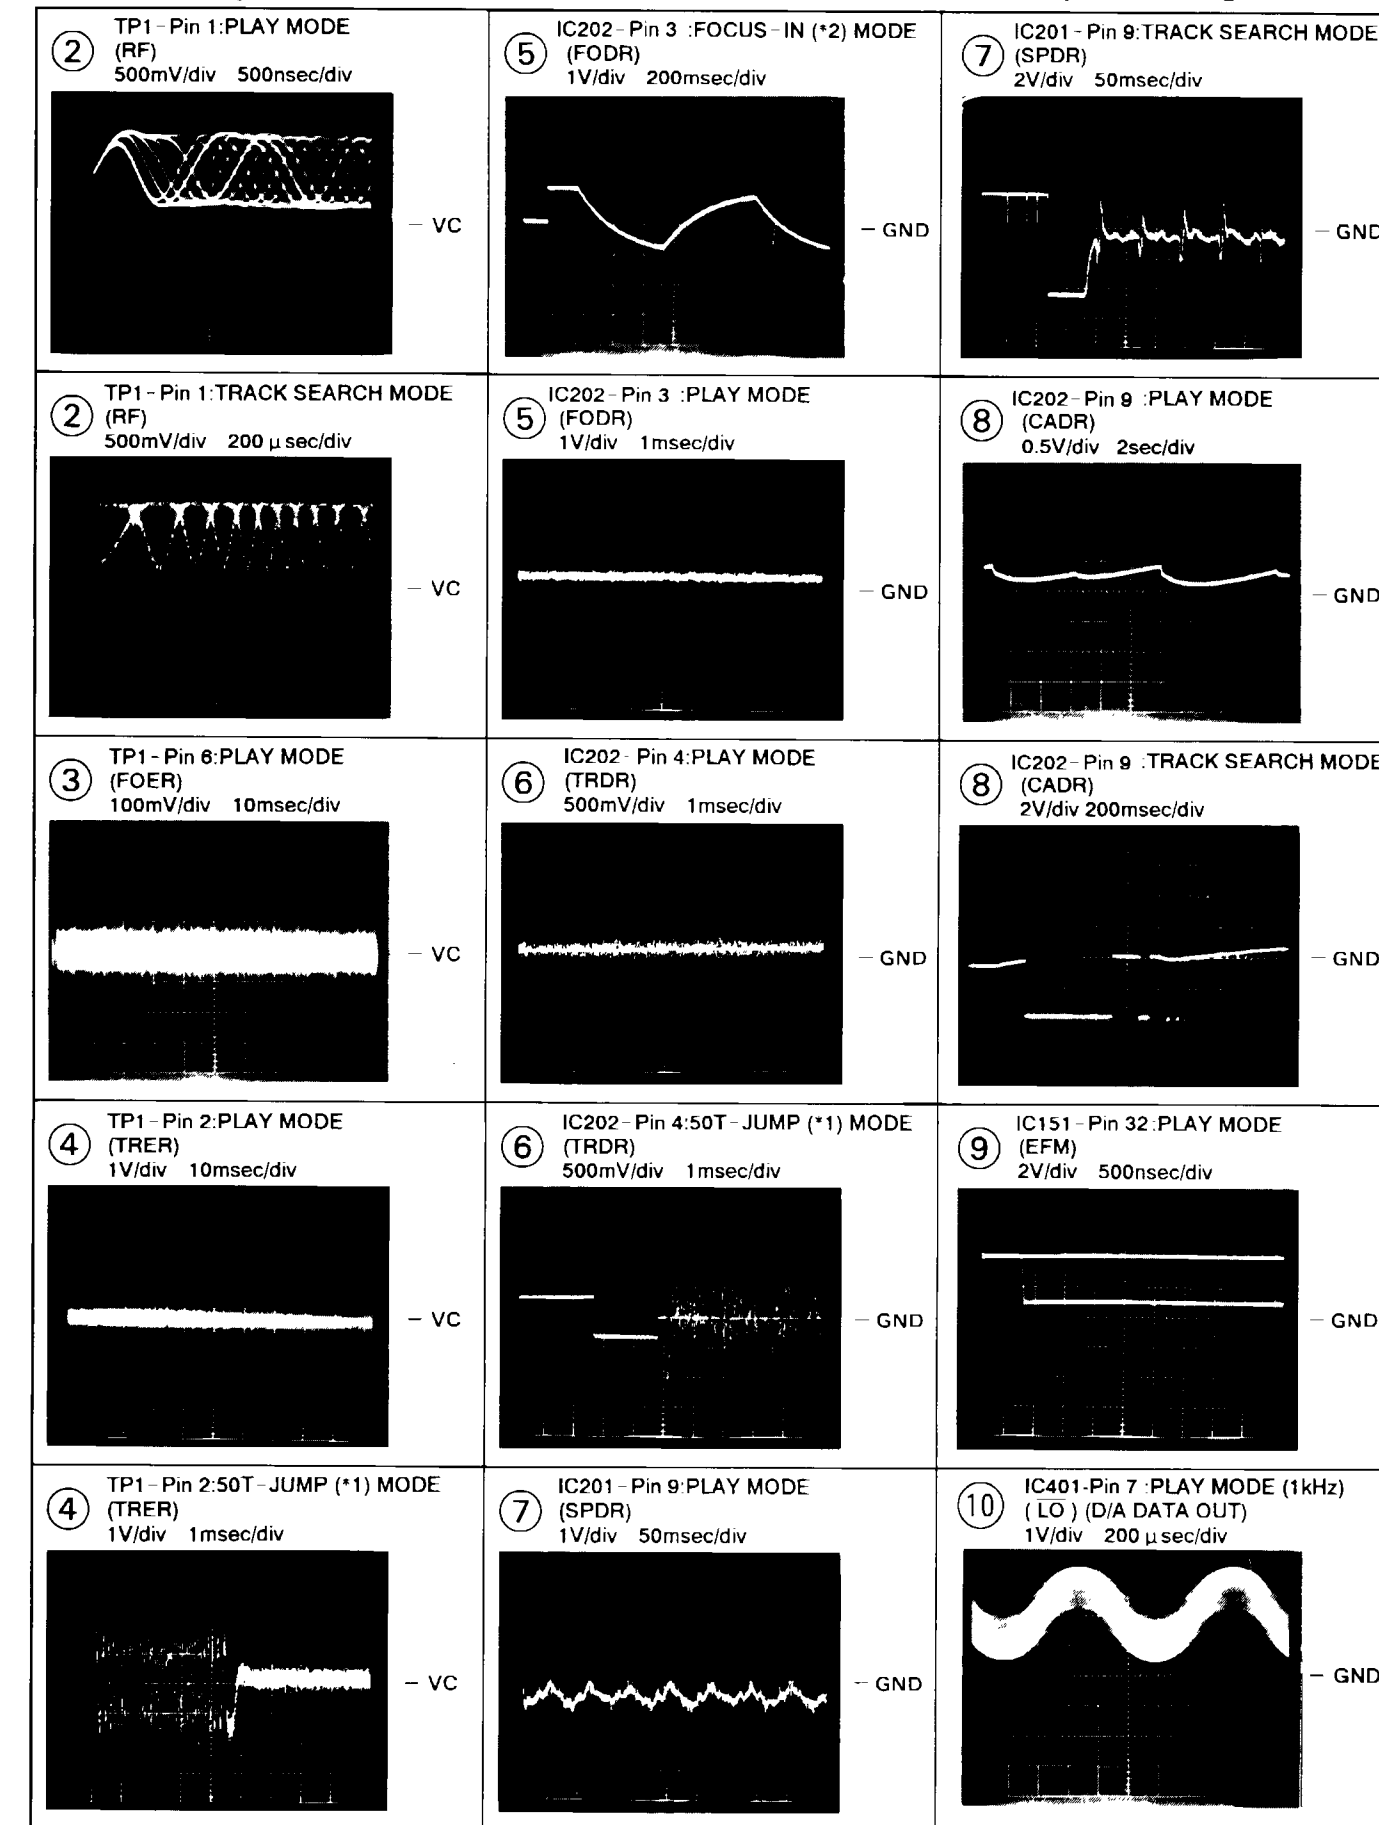 ② TP1-Pin 1:PLAY MODE
(RF)
500mV/div 500nsec/div
- VC
② TP1-Pin 1:TRACK SEARCH MODE
(RF)
500mV/div 200 μ sec/div
- VC
③ TP1-Pin 6:PLAY MODE
(FOER)
100mV/div 10msec/div
- VC
④ TP1-Pin 2:PLAY MODE
(TRER)
1V/div 10msec/div
- VC
④ TP1-Pin 2:50T-JUMP (*1) MODE
(TRER)
1V/div 1msec/div
- VC
⑤ IC202-Pin 3 :FOCUS-IN (*2) MODE
(FODR)
1V/div 200msec/div
- GND
⑤ IC202-Pin 3 :PLAY MODE
(FODR)
1V/div 1msec/div
- GND
⑥ IC202-Pin 4:PLAY MODE
(TRDR)
500mV/div 1msec/div
- GND
⑥ IC202-Pin 4:50T-JUMP (*1) MODE
(TRDR)
500mV/div 1msec/div
- GND
⑦ IC201-Pin 9:PLAY MODE
(SPDR)
1V/div 50msec/div
- GND
⑦ IC201-Pin 9:TRACK SEARCH MODE
(SPDR)
2V/div 50msec/div
- GND
⑧ IC202-Pin 9 :PLAY MODE
(CADR)
0.5V/div 2sec/div
- GND
⑧ IC202-Pin 9 :TRACK SEARCH MODE
(CADR)
2V/div 200msec/div
- GND
⑨ IC151-Pin 32:PLAY MODE
(EFM)
2V/div 500nsec/div
- GND
⑩ IC401-Pin 7 :PLAY MODE (1kHz)
( L̅O̅ ) (D/A DATA OUT)
1V/div 200 μ sec/div
- GND